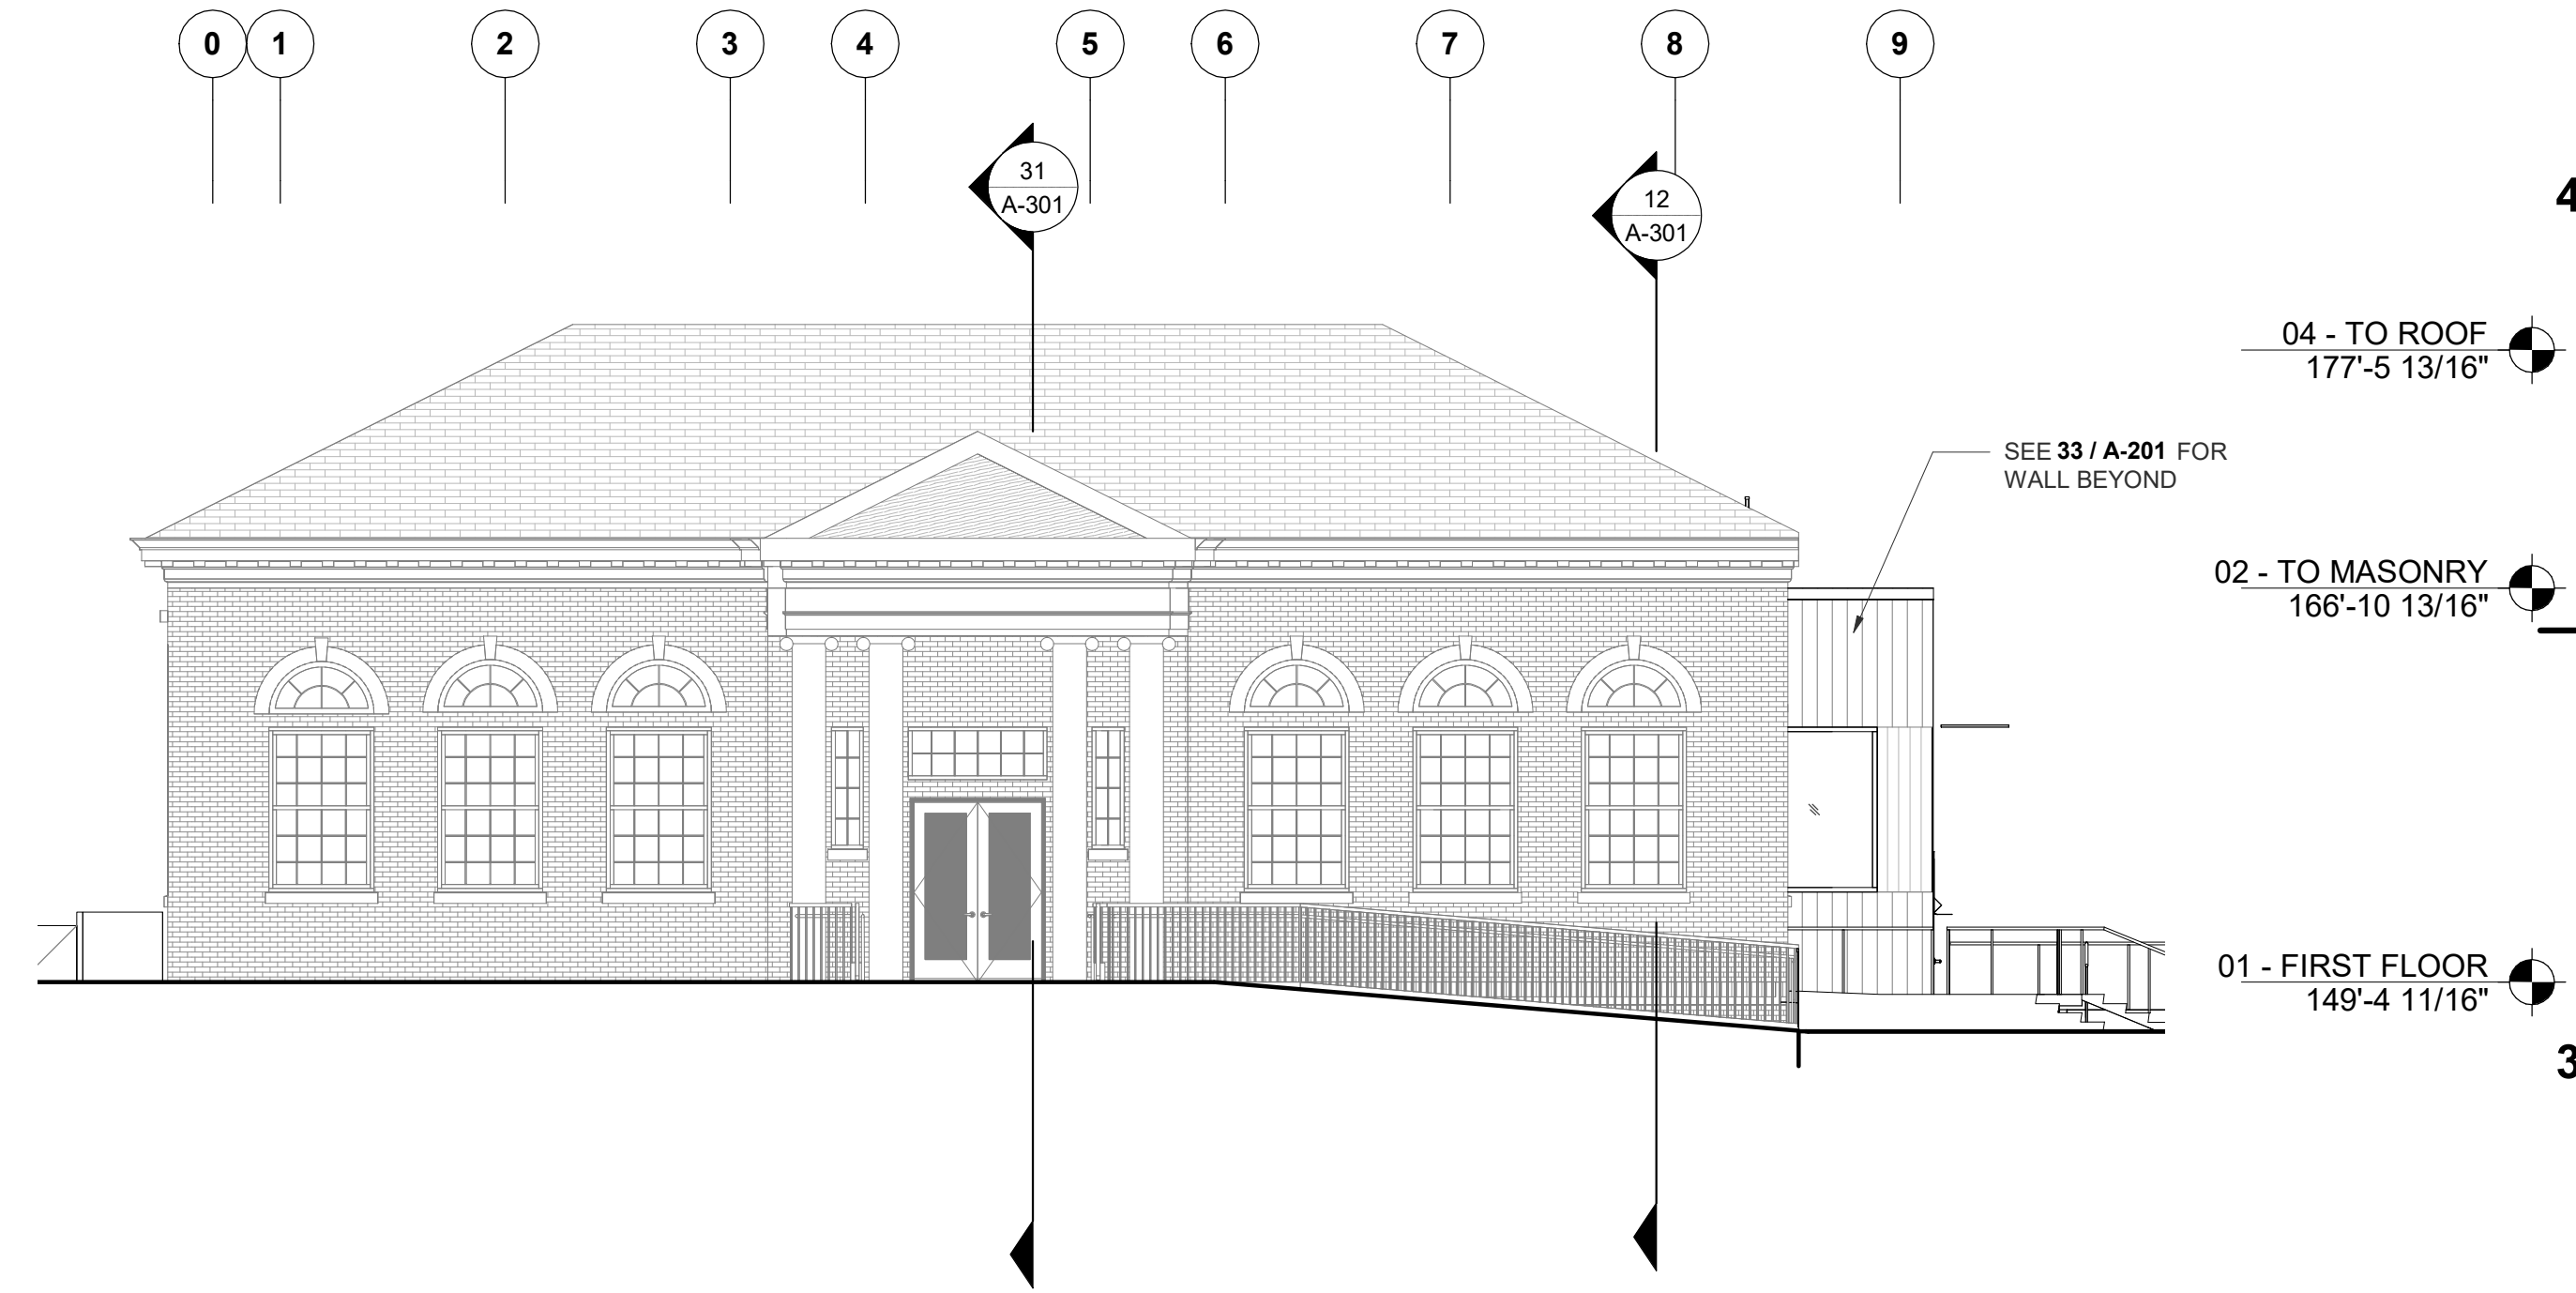 0 1 2 3 4 5 6 7 8 9
31
A-301
12
A-301
4
04 - TO ROOF
177'-5 13/16"
SEE 33 / A-201 FOR
WALL BEYOND
02 - TO MASONRY
166'-10 13/16"
01 - FIRST FLOOR
149'-4 11/16"
3